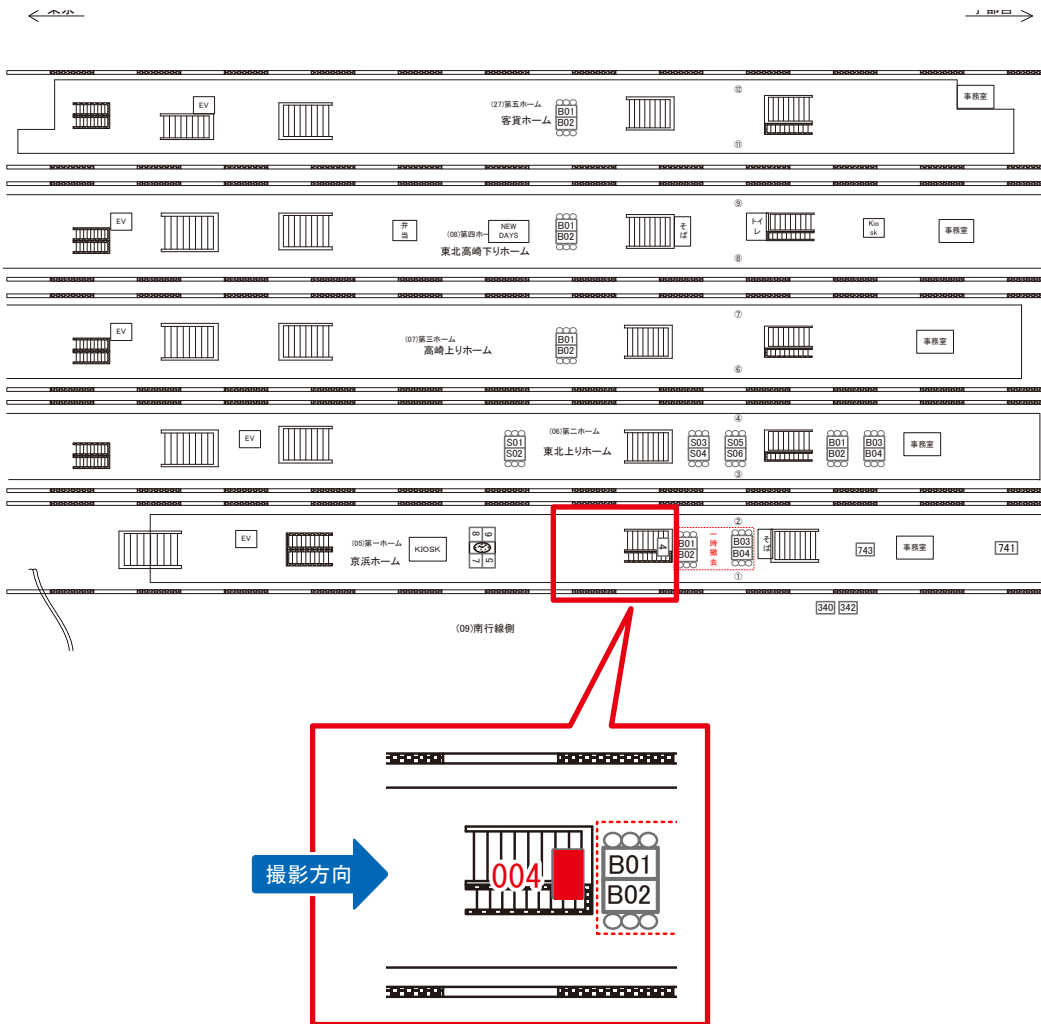 EV
(27)第五ホーム
客貨ホーム
B01
B02
⑫
⑪
事務室
EV
弁当
(08)第四ホー
NEW DAYS
東北高崎下りホーム
B01
B02
そば
⑨
⑧
トイレ
Kiosk
事務室
EV
(07)第三ホーム
高崎上りホーム
B01
B02
⑦
⑥
事務室
EV
S01
S02
(06)第二ホーム
東北上りホーム
S03
S04
S05
S06
④
③
B01
B02
B03
B04
事務室
EV
(05)第一ホーム
京浜ホーム
KIOSK
8 9
7 5
4
B01
B02
一時撤去
B03
B04
②
①
そば
743
事務室
741
340 342
(09)南行線側
撮影方向
004
B01
B02